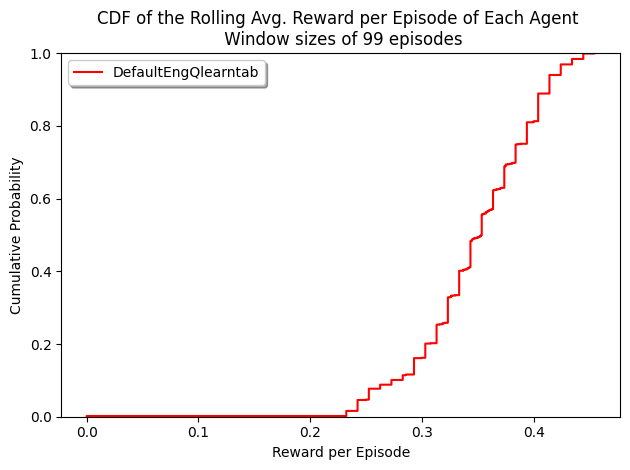 CDF of the Rolling Avg. Reward per Episode of Each Agent
Window sizes of 99 episodes
DefaultEngQlearntab
Cumulative Probability
1.0
0.8
0.6
0.4
0.2
0.0
0.0 0.1 0.2 0.3 0.4
Reward per Episode